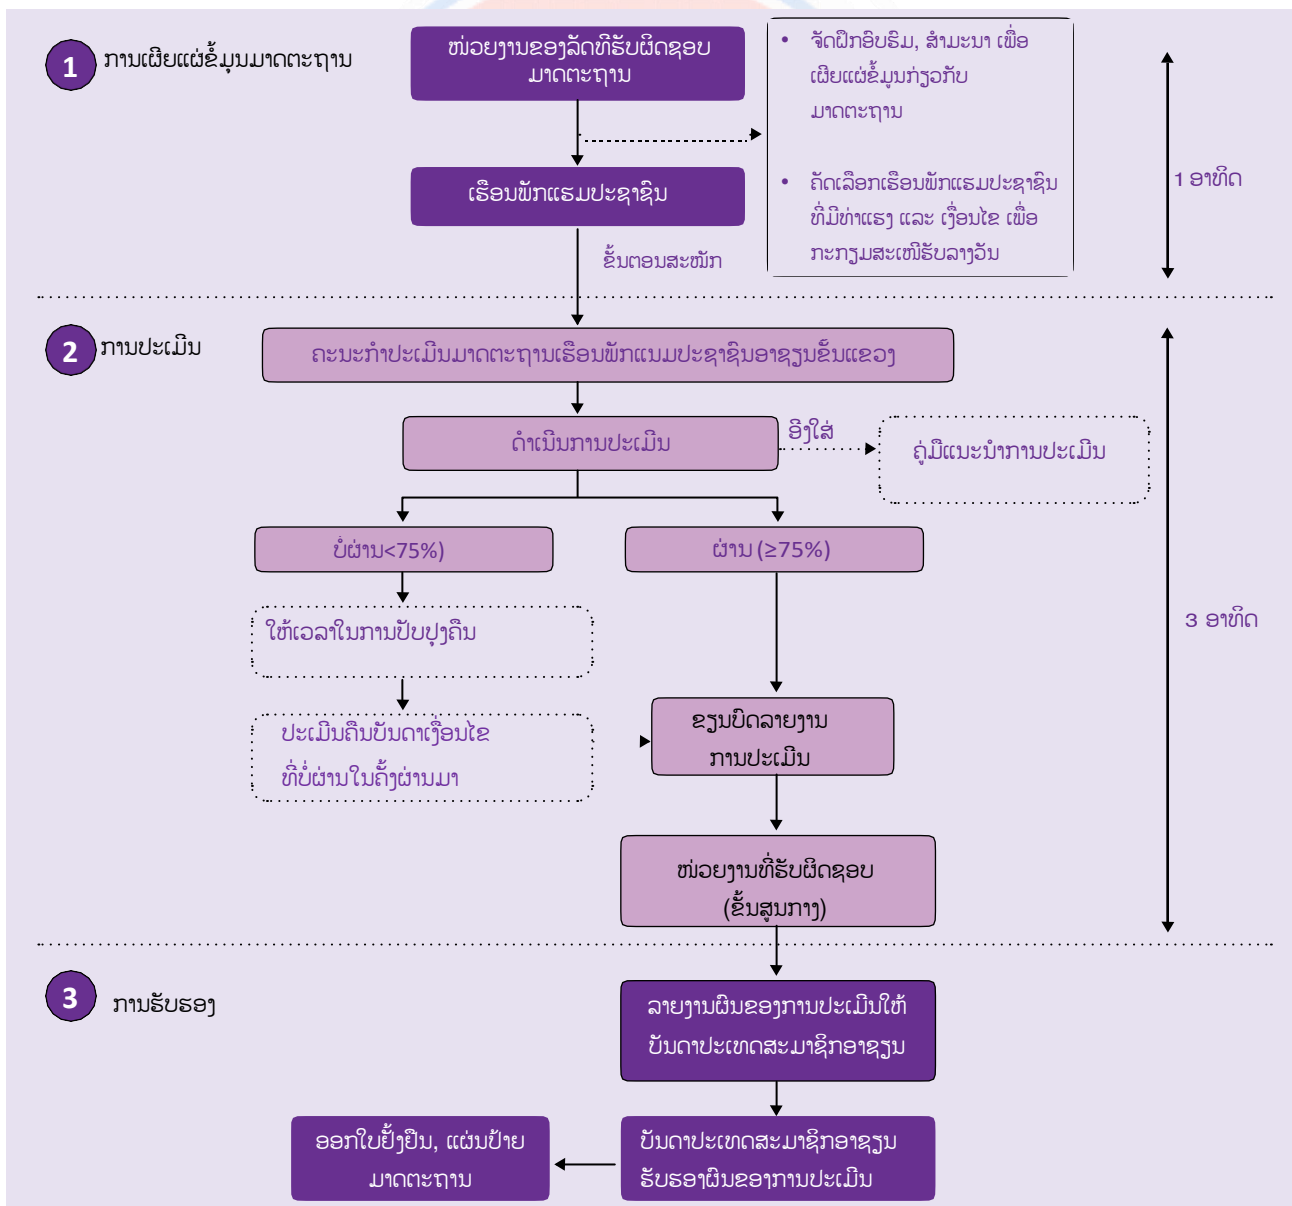 1
ການເຜີຍແຜ່ຂໍ້ມູນມາດຕະຖານ
ໜ່ວຍງານຂອງລັດທີ່ຮັບຜິດຊອບ
ມາດຕະຖານ
• ຈັດຝຶກອົບຮົມ, ສຳມະນາ ເພື່ອ
ເຜີຍແຜ່ຂໍ້ມູນກ່ຽວກັບ
ມາດຕະຖານ
ເຮືອນພັກແຮມປະຊາຊົນ
• ຄັດເລືອກເຮືອນພັກແຮມປະຊາຊົນ
ທີ່ມີທ່າແຮງ ແລະ ເງື່ອນໄຂ ເພື່ອ
ກະກຽມສະເໜີຮັບລາງວັນ
1 ອາທິດ
ຂັ້ນຕອນສະໝັກ
2
ການປະເມີນ
ຄະນະກຳປະເມີນມາດຕະຖານເຮືອນພັກແນມປະຊາຊົນອາຊຽນຂັ້ນແຂວງ
ດຳເນີນການປະເມີນ
ອີງໃສ່
ຄູ່ມືແນະນຳການປະເມີນ
ບໍ່ຜ່ານ<75%)
ຜ່ານ (≥75%)
ໃຫ້ເວລາໃນການປັບປຸງຄືນ
3 ອາທິດ
ປະເມີນຄືນບັນດາເງື່ອນໄຂ
ທີ່ບໍ່ຜ່ານໃນຄັ້ງຜ່ານມາ
ຂຽນບົດລາຍງານ
ການປະເມີນ
ໜ່ວຍງານທີ່ຮັບຜິດຊອບ
(ຂັ້ນສູນກາງ)
3
ການຮັບຮອງ
ລາຍງານຜົນຂອງການປະເມີນໃຫ້
ບັນດາປະເທດສະມາຊິກອາຊຽນ
ອອກໃບຢັ້ງຢືນ, ແຜ່ນປ້າຍ
ມາດຕະຖານ
ບັນດາປະເທດສະມາຊິກອາຊຽນ
ຮັບຮອງຜົນຂອງການປະເມີນ